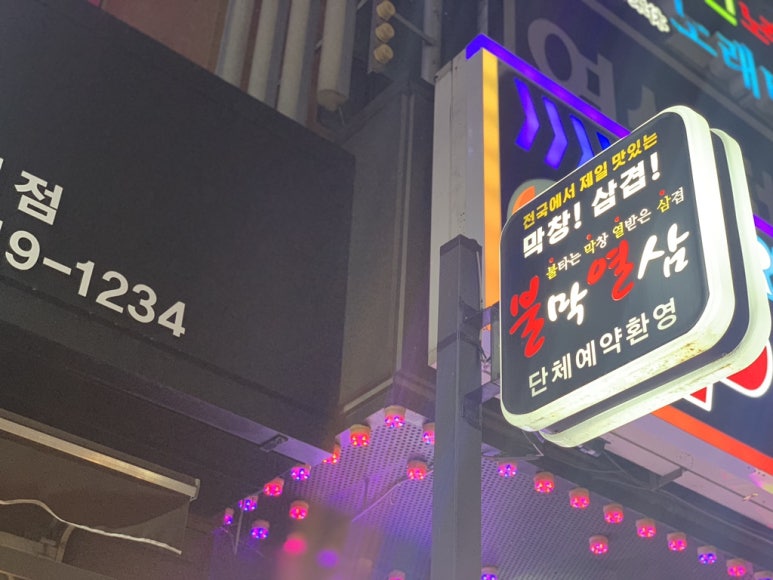 점
19-1234
전국에서 제일 맛있는
막창! 삼겹!
불타는 막창 열받은 삼겹
불막열삼
단체예약환영